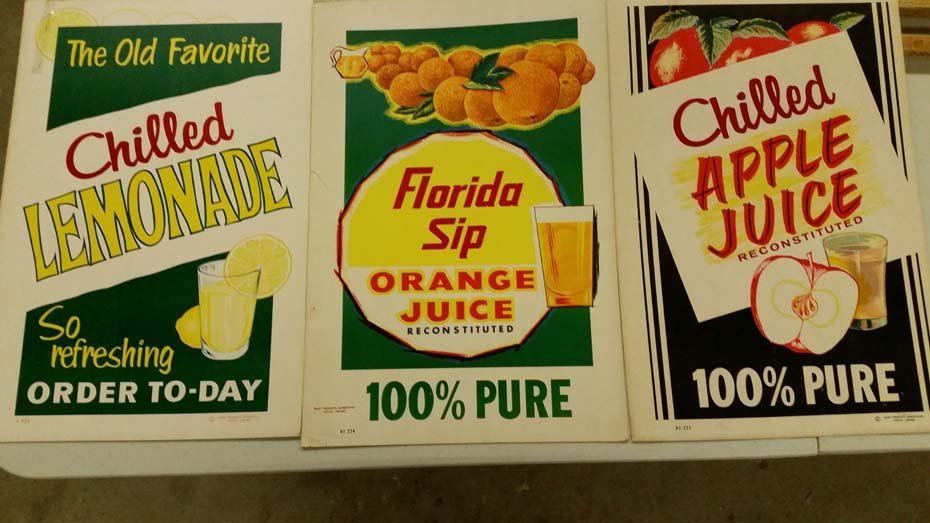 The Old Favorite
Chilled
LEMONADE
So
refreshing
ORDER TO-DAY
Florida
Sip
ORANGE
JUICE
RECONSTITUTED
100% PURE
Chilled
APPLE
JUICE
RECONSTITUTED
100% PURE